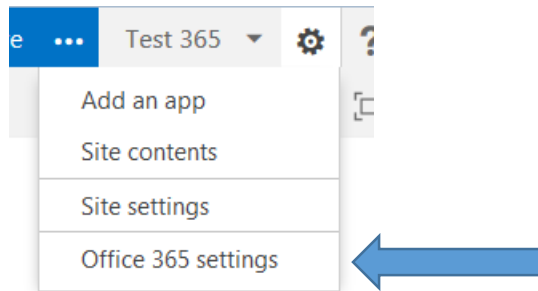 e ... Test 365 ?
Add an app
Site contents
Site settings
Office 365 settings